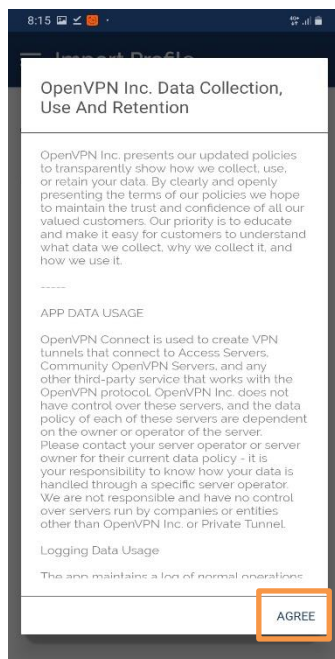 8:15
Import Profile
OpenVPN Inc. Data Collection,
Use And Retention
OpenVPN Inc. presents our updated policies
to transparently show how we collect, use,
or retain your data. By clearly and openly
presenting the terms of our policies we hope
to maintain the trust and confidence of all our
valued customers. Our priority is to educate
and make it easy for customers to understand
what data we collect, why we collect it, and
how we use it.
-----
APP DATA USAGE
OpenVPN Connect is used to create VPN
tunnels that connect to Access Servers,
Community OpenVPN Servers, and any
other third-party service that works with the
OpenVPN protocol. OpenVPN Inc. does not
have control over these servers, and the data
policy of each of these servers are dependent
on the owner or operator of the server.
Please contact your server operator or server
owner for their current data policy - it is
your responsibility to know how your data is
handled through a specific server operator.
We are not responsible and have no control
over servers run by companies or entities
other than OpenVPN Inc. or Private Tunnel.
Logging Data Usage
The app maintains a log of normal operations
AGREE